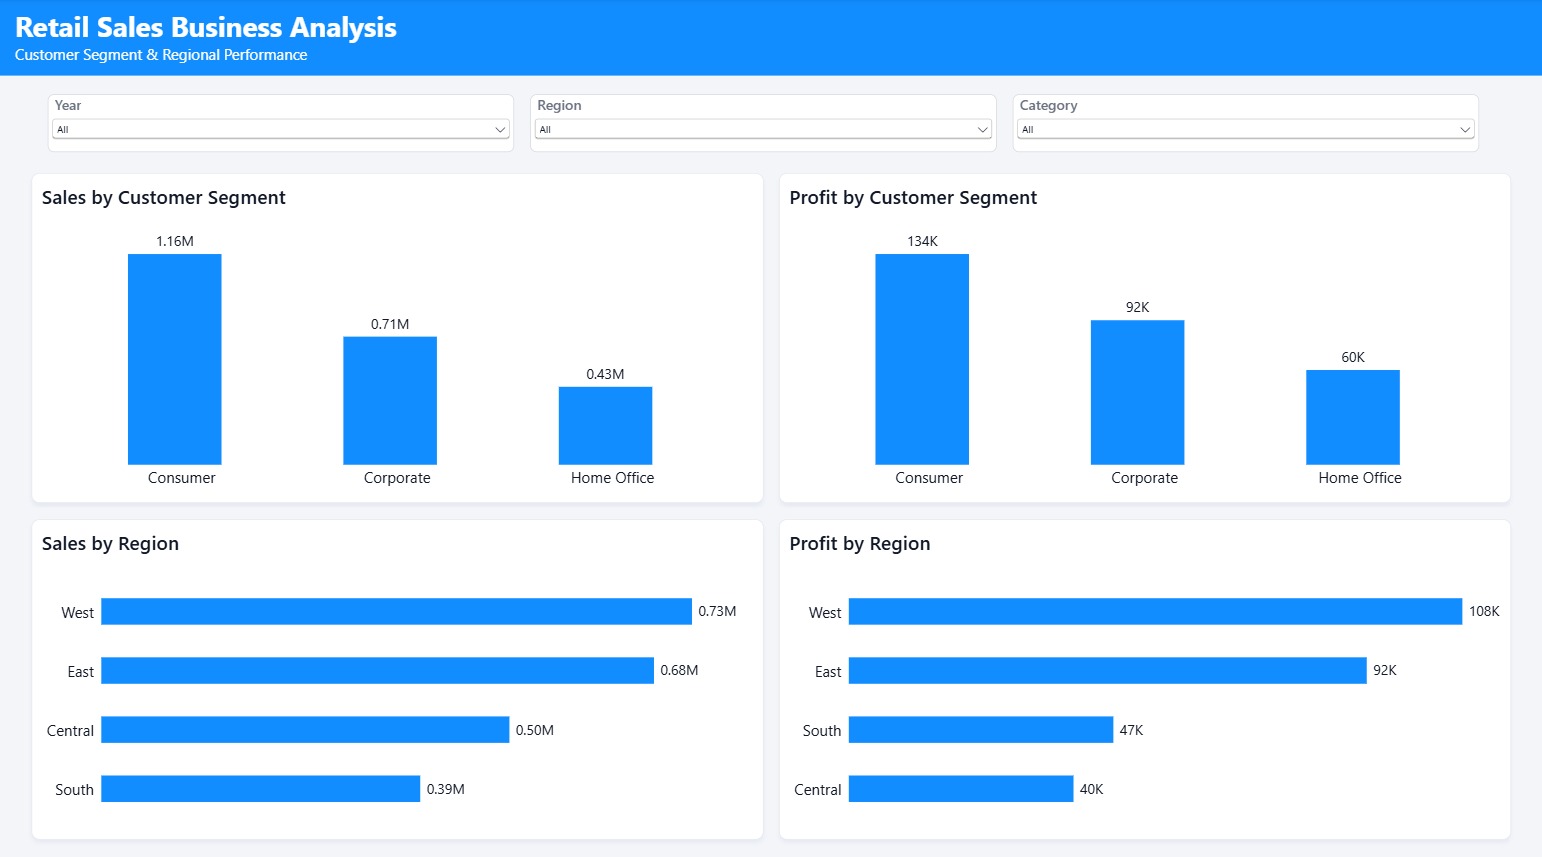 Retail Sales Business Analysis
Customer Segment & Regional Performance
Year
All
Region
All
Category
All
Sales by Customer Segment
1.16M
0.71M
0.43M
Consumer
Corporate
Home Office
Profit by Customer Segment
134K
92K
60K
Consumer
Corporate
Home Office
Sales by Region
West 0.73M
East 0.68M
Central 0.50M
South 0.39M
Profit by Region
West 108K
East 92K
South 47K
Central 40K